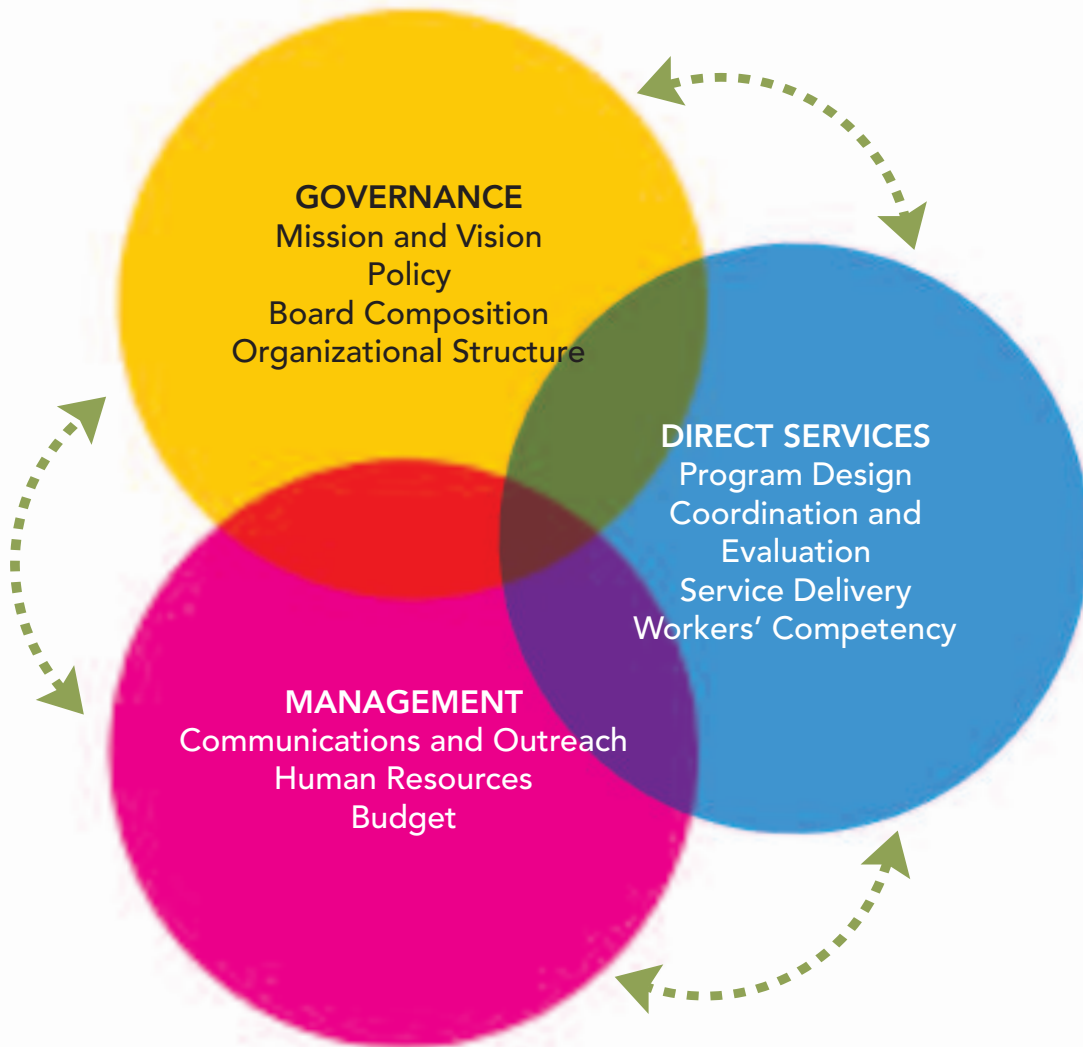 GOVERNANCE
Mission and Vision
Policy
Board Composition
Organizational Structure
DIRECT SERVICES
Program Design
Coordination and
Evaluation
Service Delivery
Workers’ Competency
MANAGEMENT
Communications and Outreach
Human Resources
Budget